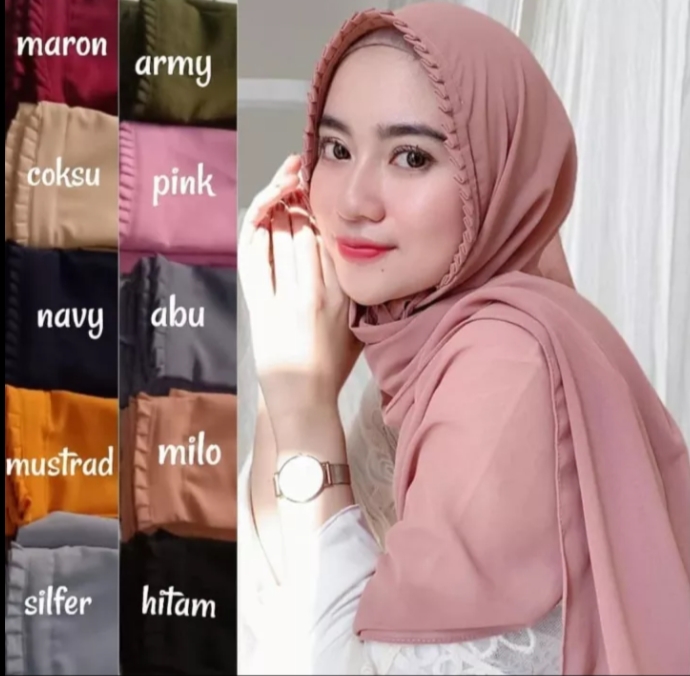 maron
army
coksu
pink
navy
abu
mustrad
milo
silfer
hitam